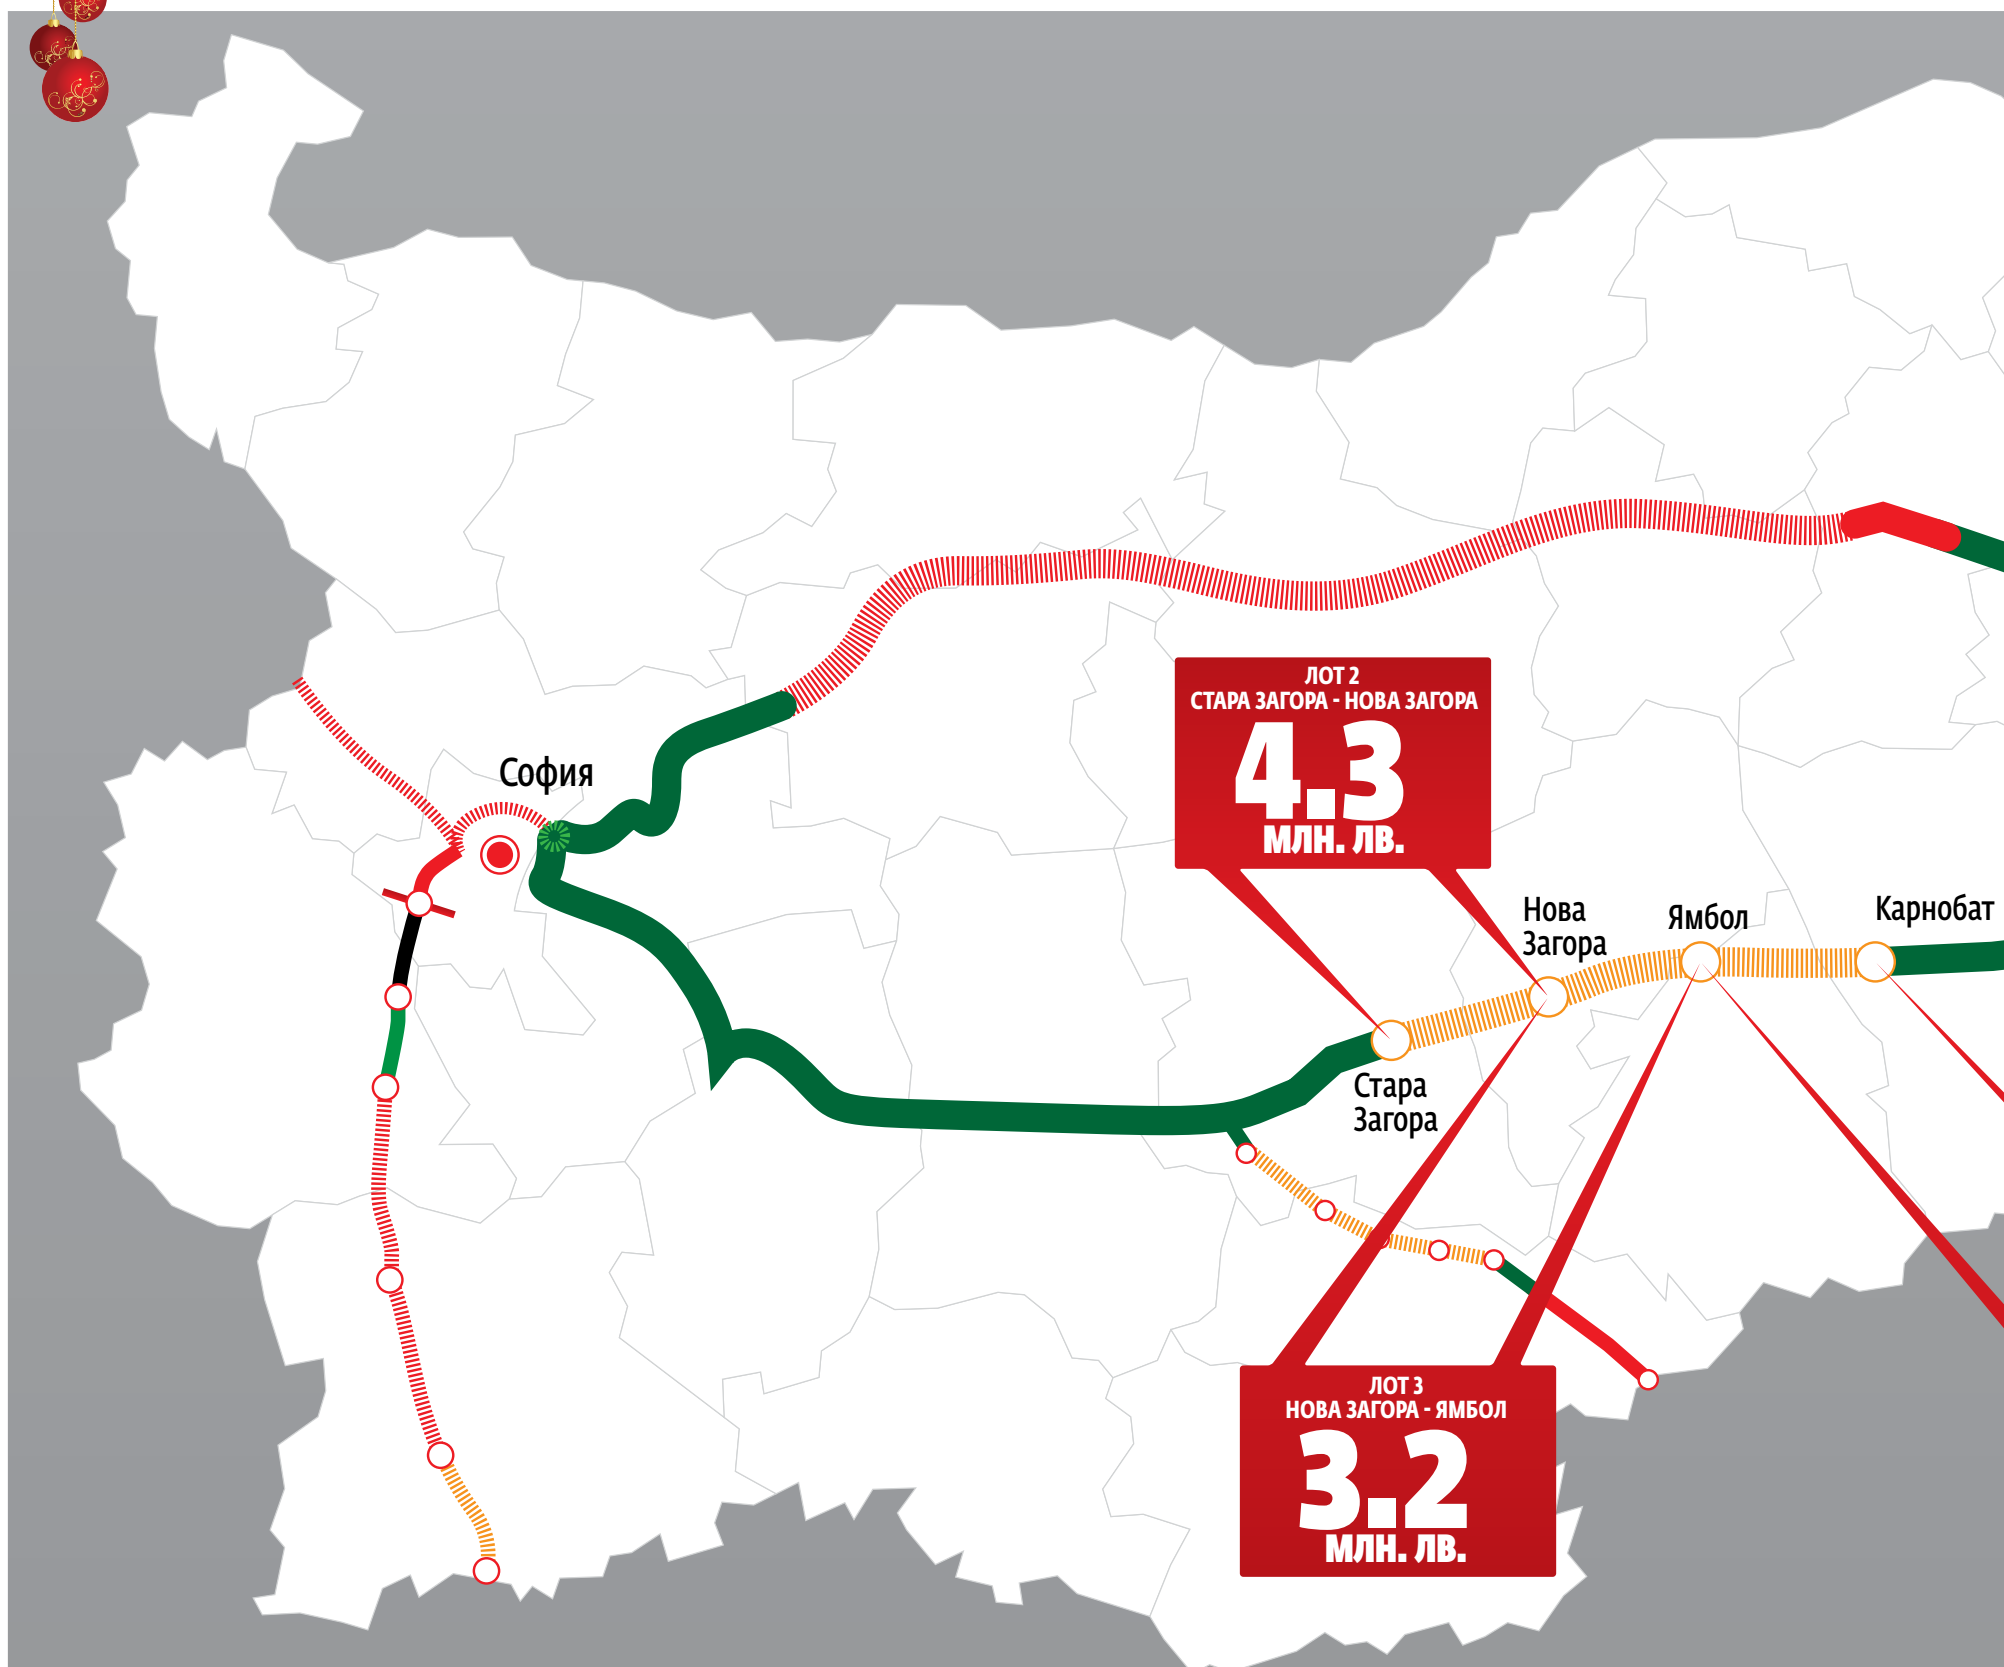 София
ЛОТ 2
СТАРА ЗАГОРА - НОВА ЗАГОРА
4.3
МЛН. ЛВ.
Нова
Загора
Ямбол
Карнобат
Стара
Загора
ЛОТ 3
НОВА ЗАГОРА - ЯМБОЛ
3.2
МЛН. ЛВ.